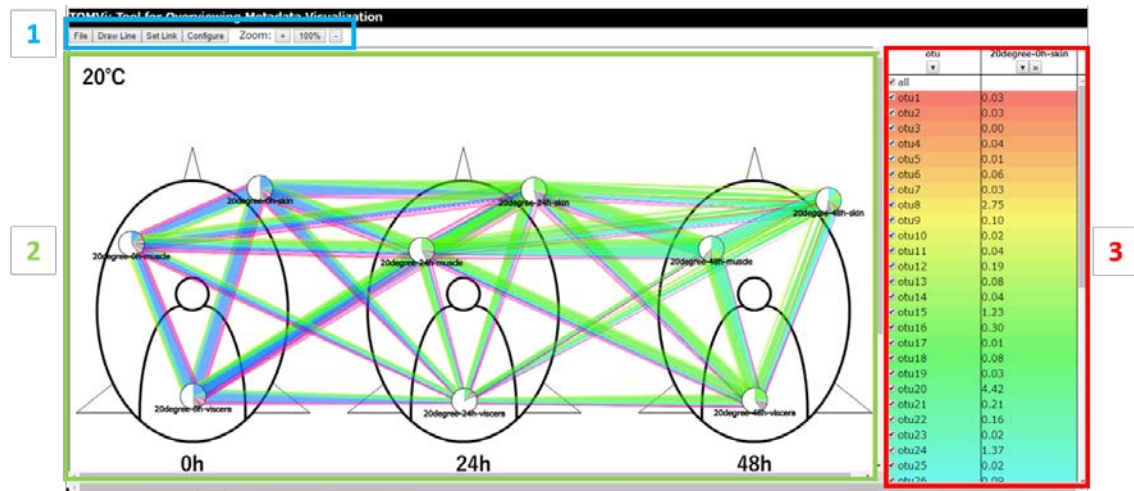 TOMVi: Tool for Overviewing Metadata Visualization
1
File Draw Line Set Link Configure Zoom: + 100% -
2
20°C
20degree-0h-skin
20degree-24h-skin
20degree-48h-skin
20degree-0h-muscle
20degree-24h-muscle
20degree-48h-muscle
20degree-0h-viscera
20degree-24h-viscera
20degree-48h-viscera
0h 24h 48h
otu 20degree-0h-skin
all
otu1 0.03
otu2 0.03
otu3 0.00
otu4 0.04
otu5 0.01
otu6 0.06
otu7 0.03
otu8 2.75
otu9 0.10
otu10 0.02
otu11 0.04
otu12 0.19
otu13 0.08
otu14 0.04
otu15 1.23
otu16 0.30
otu17 0.01
otu18 0.08
otu19 0.03
otu20 4.42
otu21 0.21
otu22 0.16
otu23 0.02
otu24 1.37
otu25 0.02
otu26 0.09
3